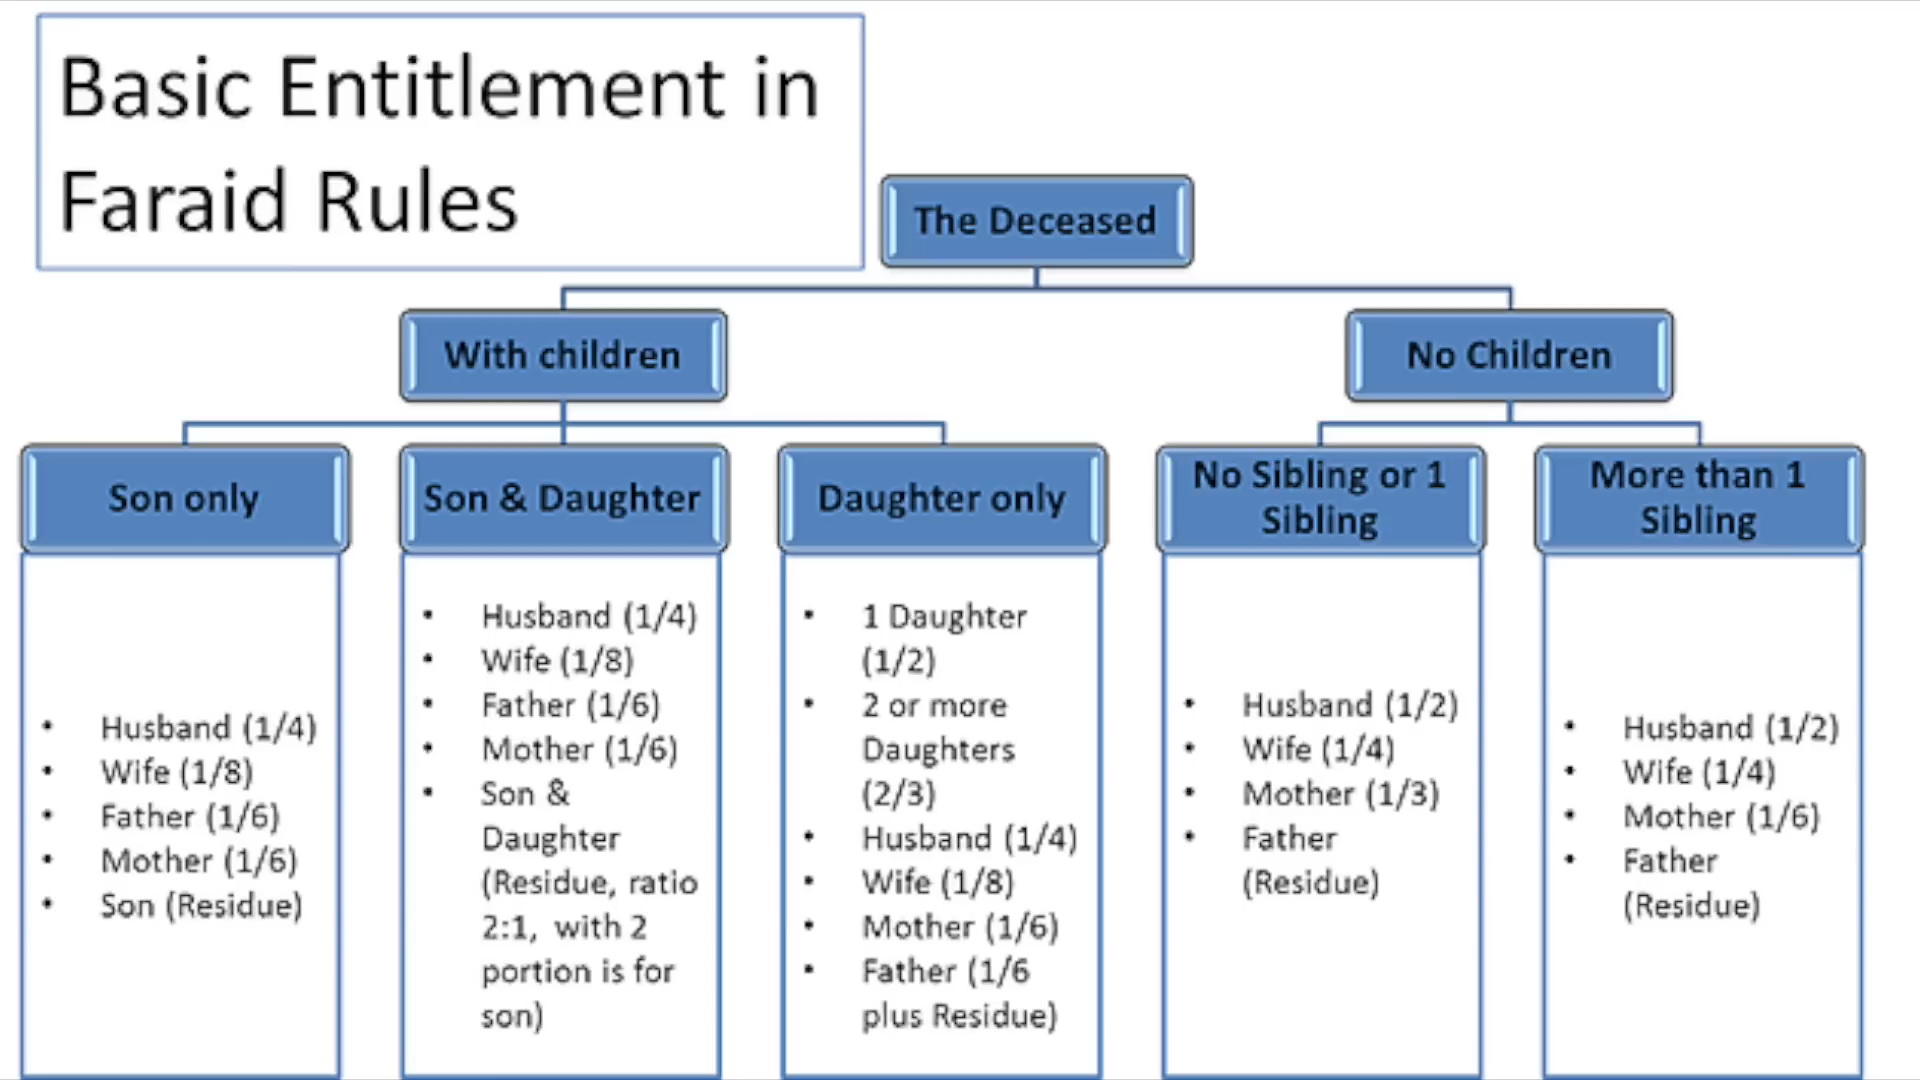 Basic Entitlement in
Faraid Rules
The Deceased
With children
No Children
Son only
Son & Daughter
Daughter only
No Sibling or 1
Sibling
More than 1
Sibling
• Husband (1/4)
• Wife (1/8)
• Father (1/6)
• Mother (1/6)
• Son (Residue)
• Husband (1/4)
• Wife (1/8)
• Father (1/6)
• Mother (1/6)
• Son &
Daughter
(Residue, ratio
2:1, with 2
portion is for
son)
• 1 Daughter
(1/2)
• 2 or more
Daughters
(2/3)
• Husband (1/4)
• Wife (1/8)
• Mother (1/6)
• Father (1/6
plus Residue)
• Husband (1/2)
• Wife (1/4)
• Mother (1/3)
• Father
(Residue)
• Husband (1/2)
• Wife (1/4)
• Mother (1/6)
• Father
(Residue)